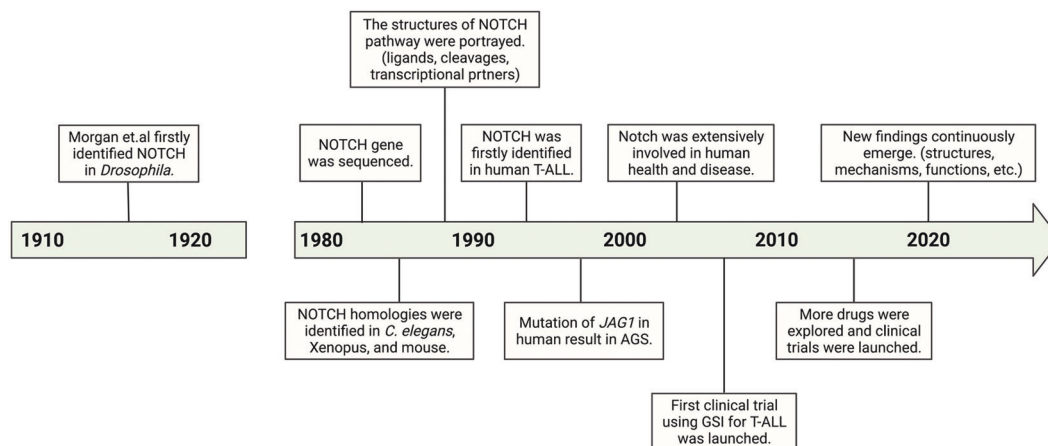 The structures of NOTCH
pathway were portrayed.
(ligands, cleavages,
transcriptional prtners)
Morgan et.al firstly
identified NOTCH
in Drosophila.
NOTCH gene
was sequenced.
NOTCH was
firstly identified
in human T-ALL.
Notch was extensively
involved in human
health and disease.
New findings continuously
emerge. (structures,
mechanisms, functions, etc.)
1910
1920
1980
1990
2000
2010
2020
NOTCH homologies were
identified in C. elegans,
Xenopus, and mouse.
Mutation of JAG1 in
human result in AGS.
More drugs were
explored and clinical
trials were launched.
First clinical trial
using GSI for T-ALL
was launched.